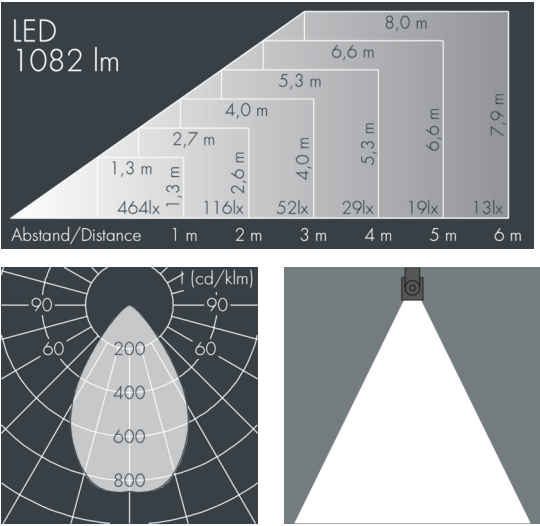 LED
1082 lm
8,0 m
6,6 m
5,3 m
4,0 m
2,7 m
1,3 m
1,3 m
2,6 m
4,0 m
5,3 m
6,6 m
7,9 m
464lx 116lx 52lx 29lx 19lx 13lx
Abstand/Distance 1 m 2 m 3 m 4 m 5 m 6 m
I (cd/klm)
90 90
60 60
200
400
600
800